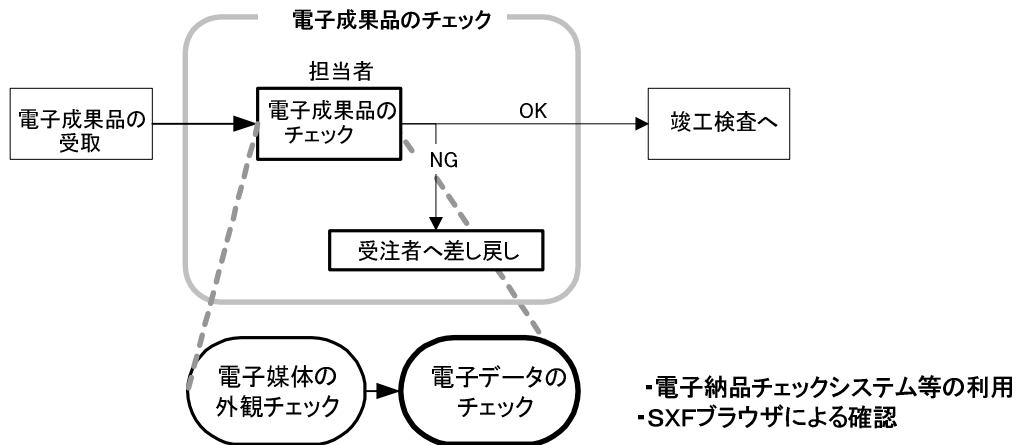 電子成果品のチェック
担当者
電子成果品の
受取
電子成果品の
チェック
OK
竣工検査へ
NG
受注者へ差し戻し
電子媒体の
外観チェック
電子データの
チェック
・電子納品チェックシステム等の利用
・SXFブラウザによる確認